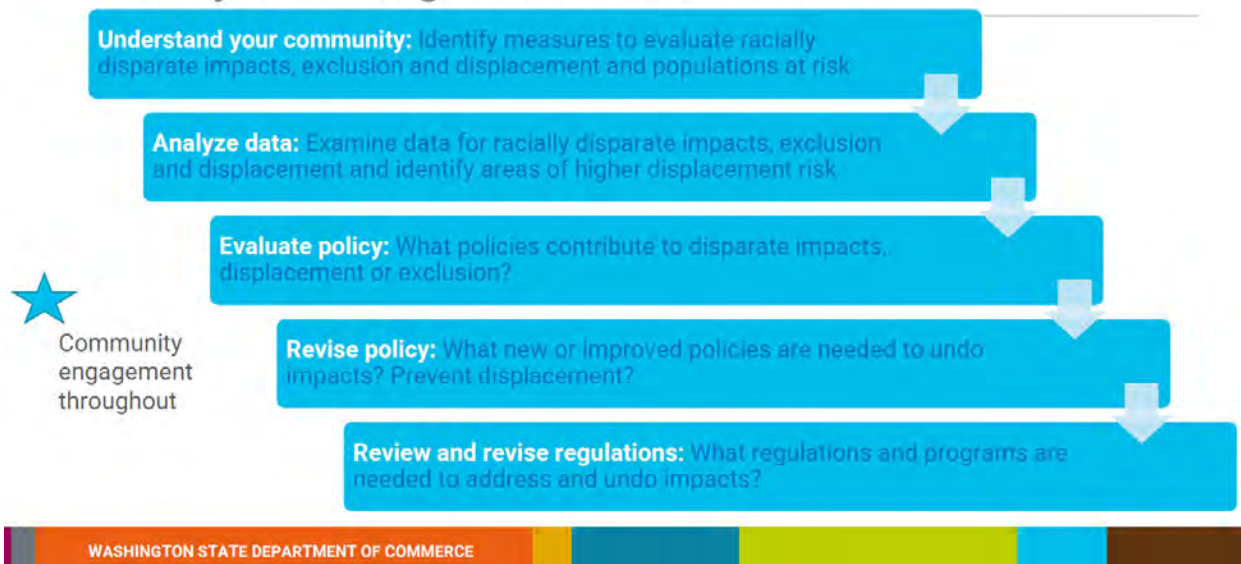 Understand your community: Identify measures to evaluate racially
disparate impacts, exclusion and displacement and populations at risk
Analyze data: Examine data for racially disparate impacts, exclusion
and displacement and identify areas of higher displacement risk
Evaluate policy: What policies contribute to disparate impacts,
displacement or exclusion?
Community
engagement
throughout
Revise policy: What new or improved policies are needed to undo
impacts? Prevent displacement?
Review and revise regulations: What regulations and programs are
needed to address and undo impacts?
WASHINGTON STATE DEPARTMENT OF COMMERCE